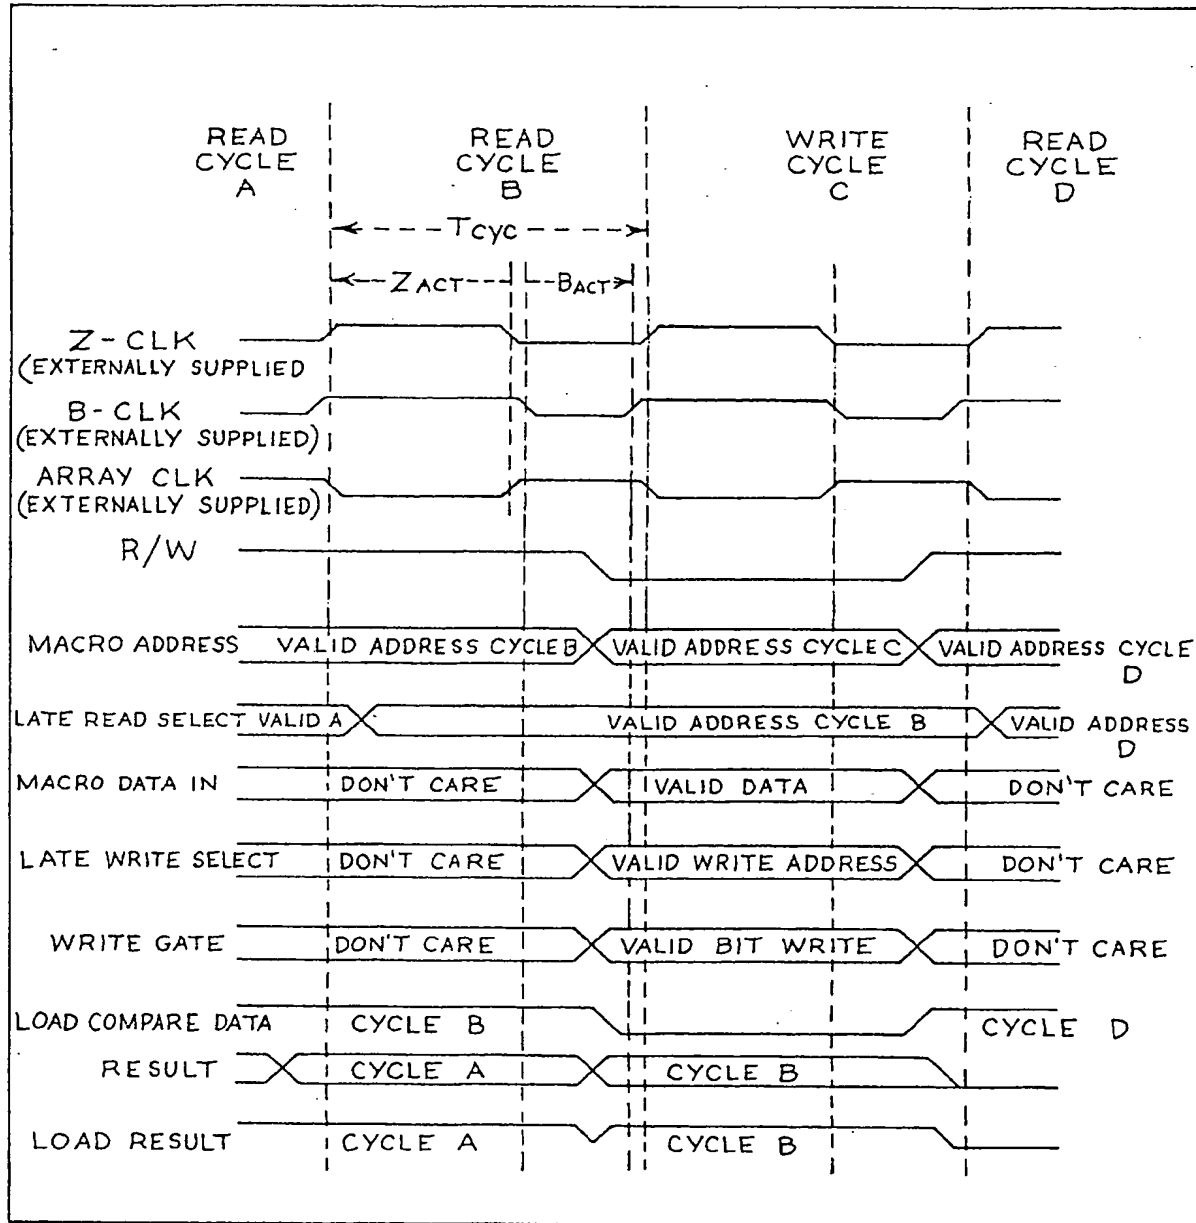 READ CYCLE A
READ CYCLE B
WRITE CYCLE C
READ CYCLE D
TCYC
ZACT
BACT
Z-CLK
(EXTERNALLY SUPPLIED
B-CLK
(EXTERNALLY SUPPLIED)
ARRAY CLK
(EXTERNALLY SUPPLIED)
R/W
MACRO ADDRESS VALID ADDRESS CYCLE B VALID ADDRESS CYCLE C VALID ADDRESS CYCLE D
LATE READ SELECT VALID A VALID ADDRESS CYCLE B VALID ADDRESS D
MACRO DATA IN DON'T CARE VALID DATA DON'T CARE
LATE WRITE SELECT DON'T CARE VALID WRITE ADDRESS DON'T CARE
WRITE GATE DON'T CARE VALID BIT WRITE DON'T CARE
LOAD COMPARE DATA CYCLE B CYCLE D
RESULT CYCLE A CYCLE B
LOAD RESULT CYCLE A CYCLE B